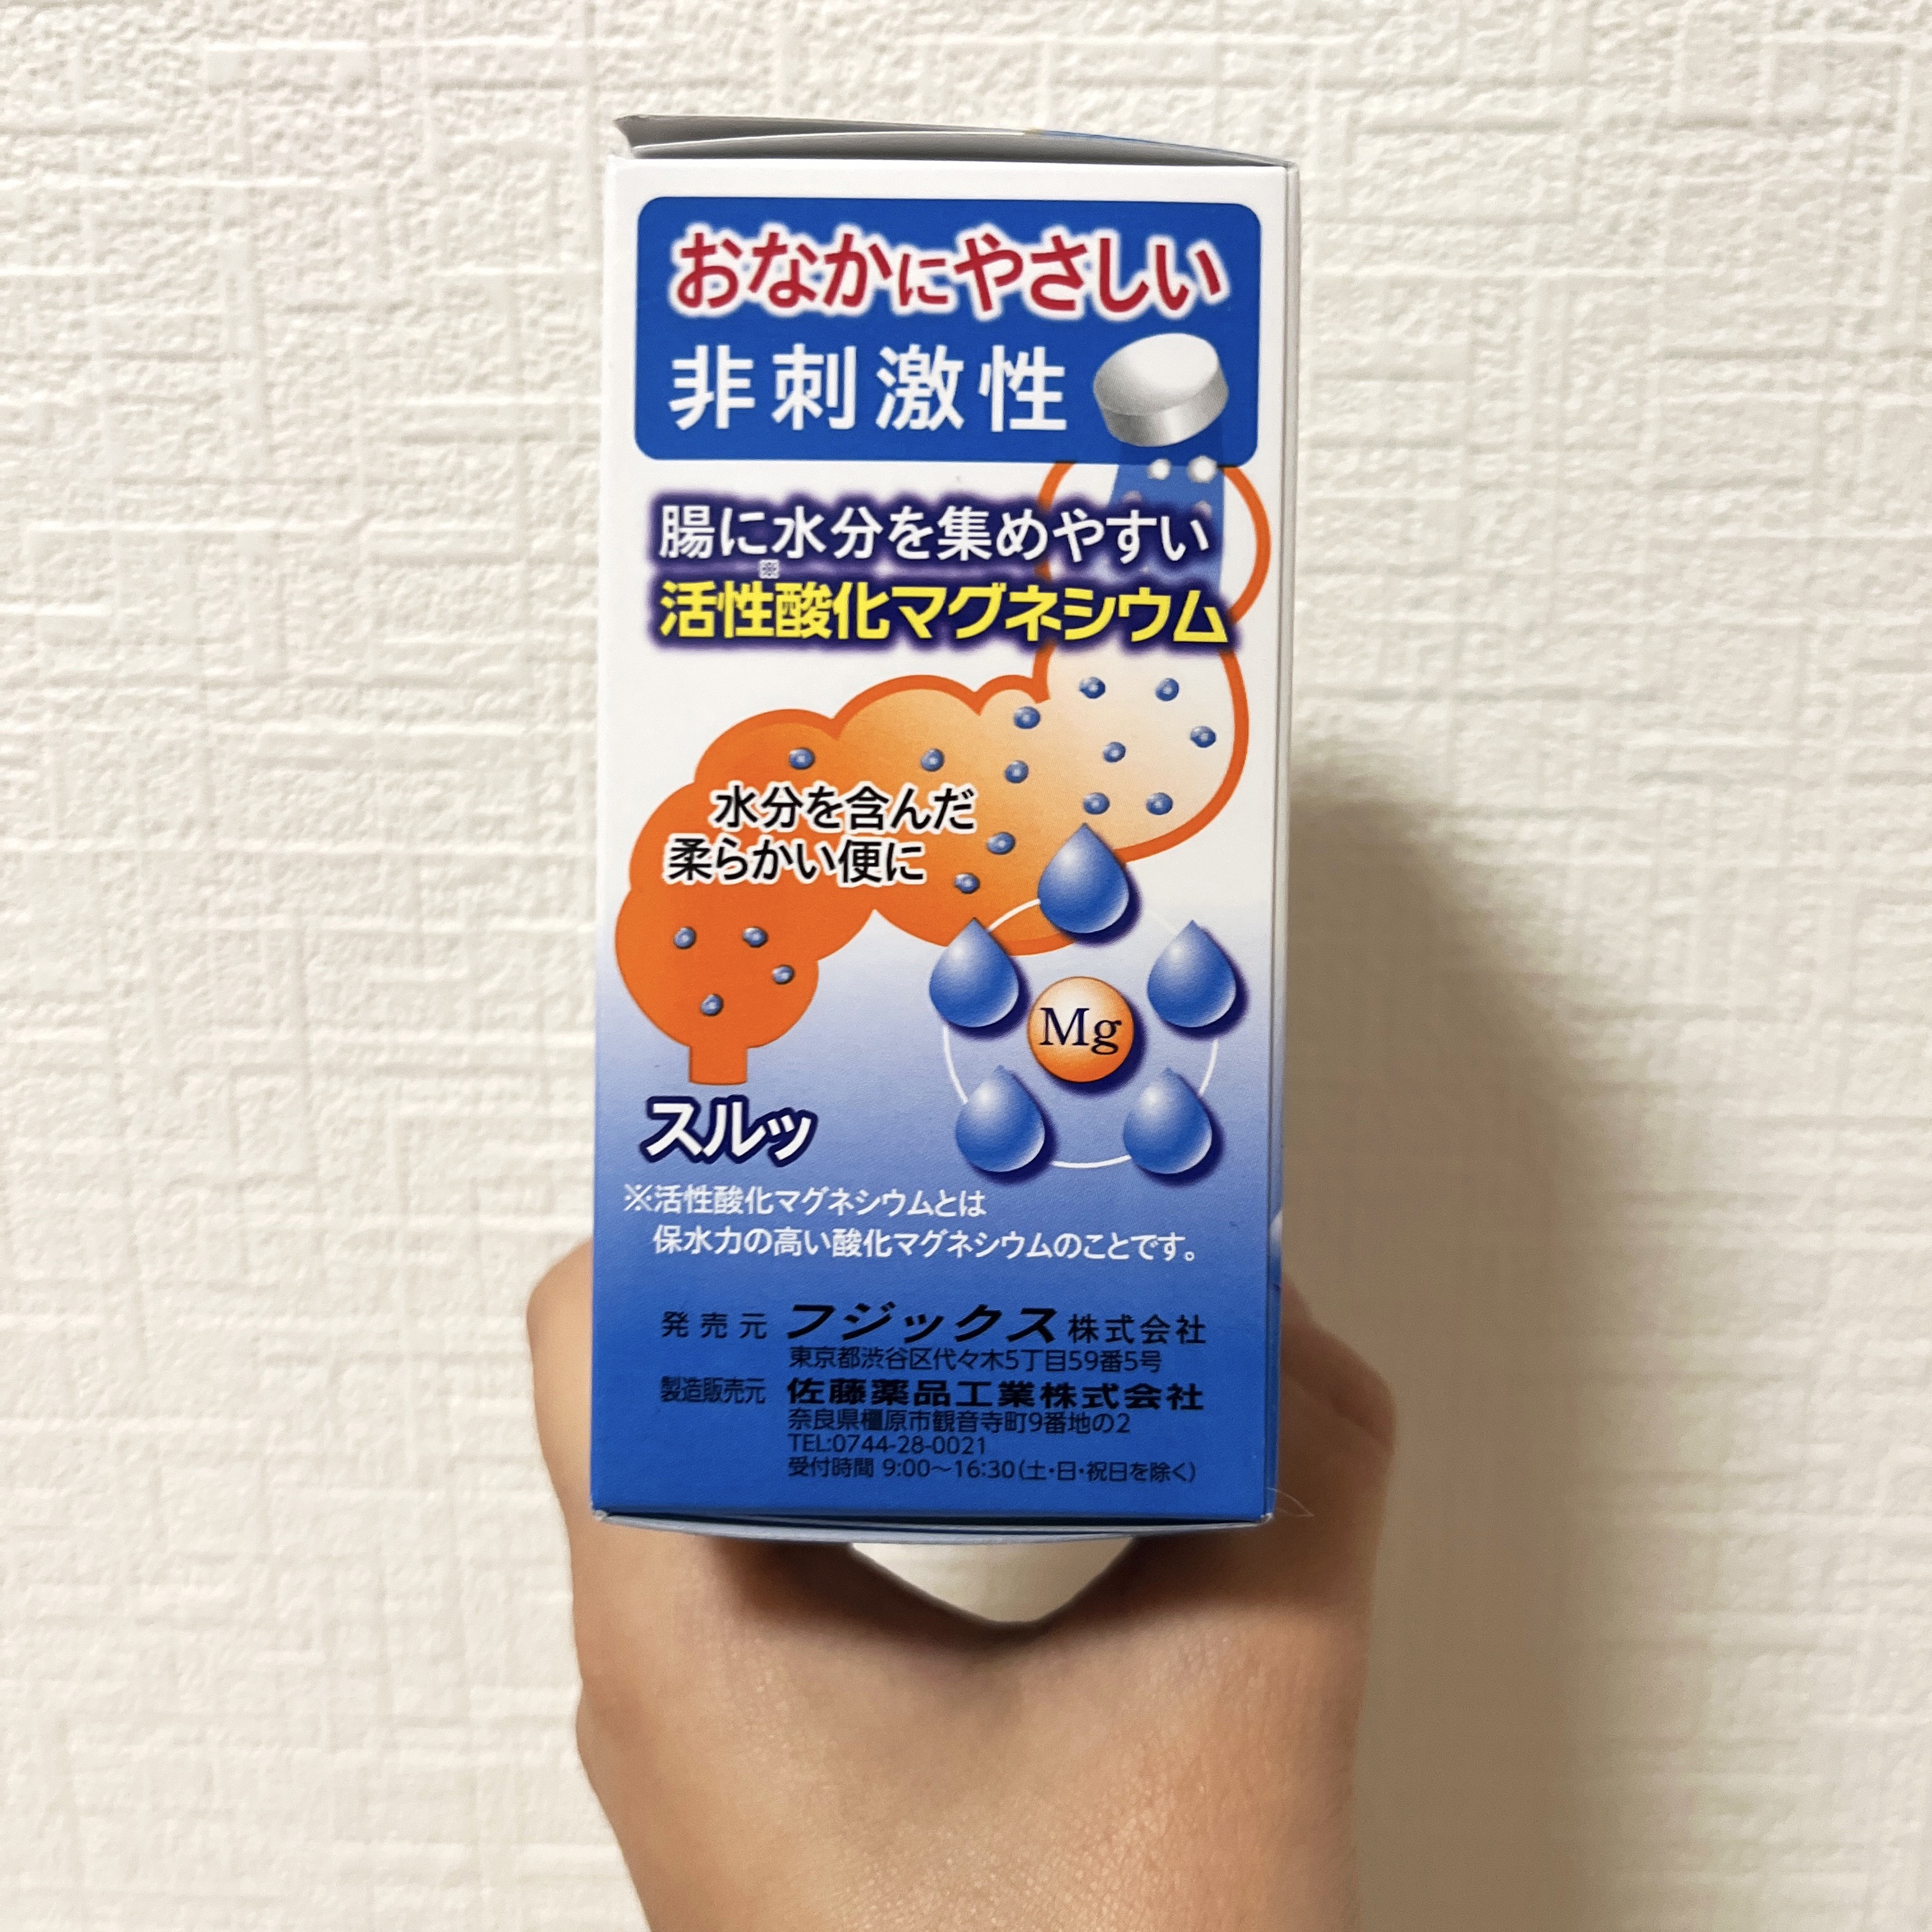 おなかにやさしい
非刺激性
腸に水分を集めやすい
※
活性酸化マグネシウム
水分を含んだ
柔らかい便に
Mg
スルッ
※活性酸化マグネシウムとは
保水力の高い酸化マグネシウムのことです。
発売元 フジックス株式会社
東京都渋谷区代々木5丁目59番5号
製造販売元 佐藤薬品工業株式会社
奈良県橿原市観音寺町9番地の2
TEL:0744-28-0021
受付時間 9:00～16:30(土・日・祝日を除く)